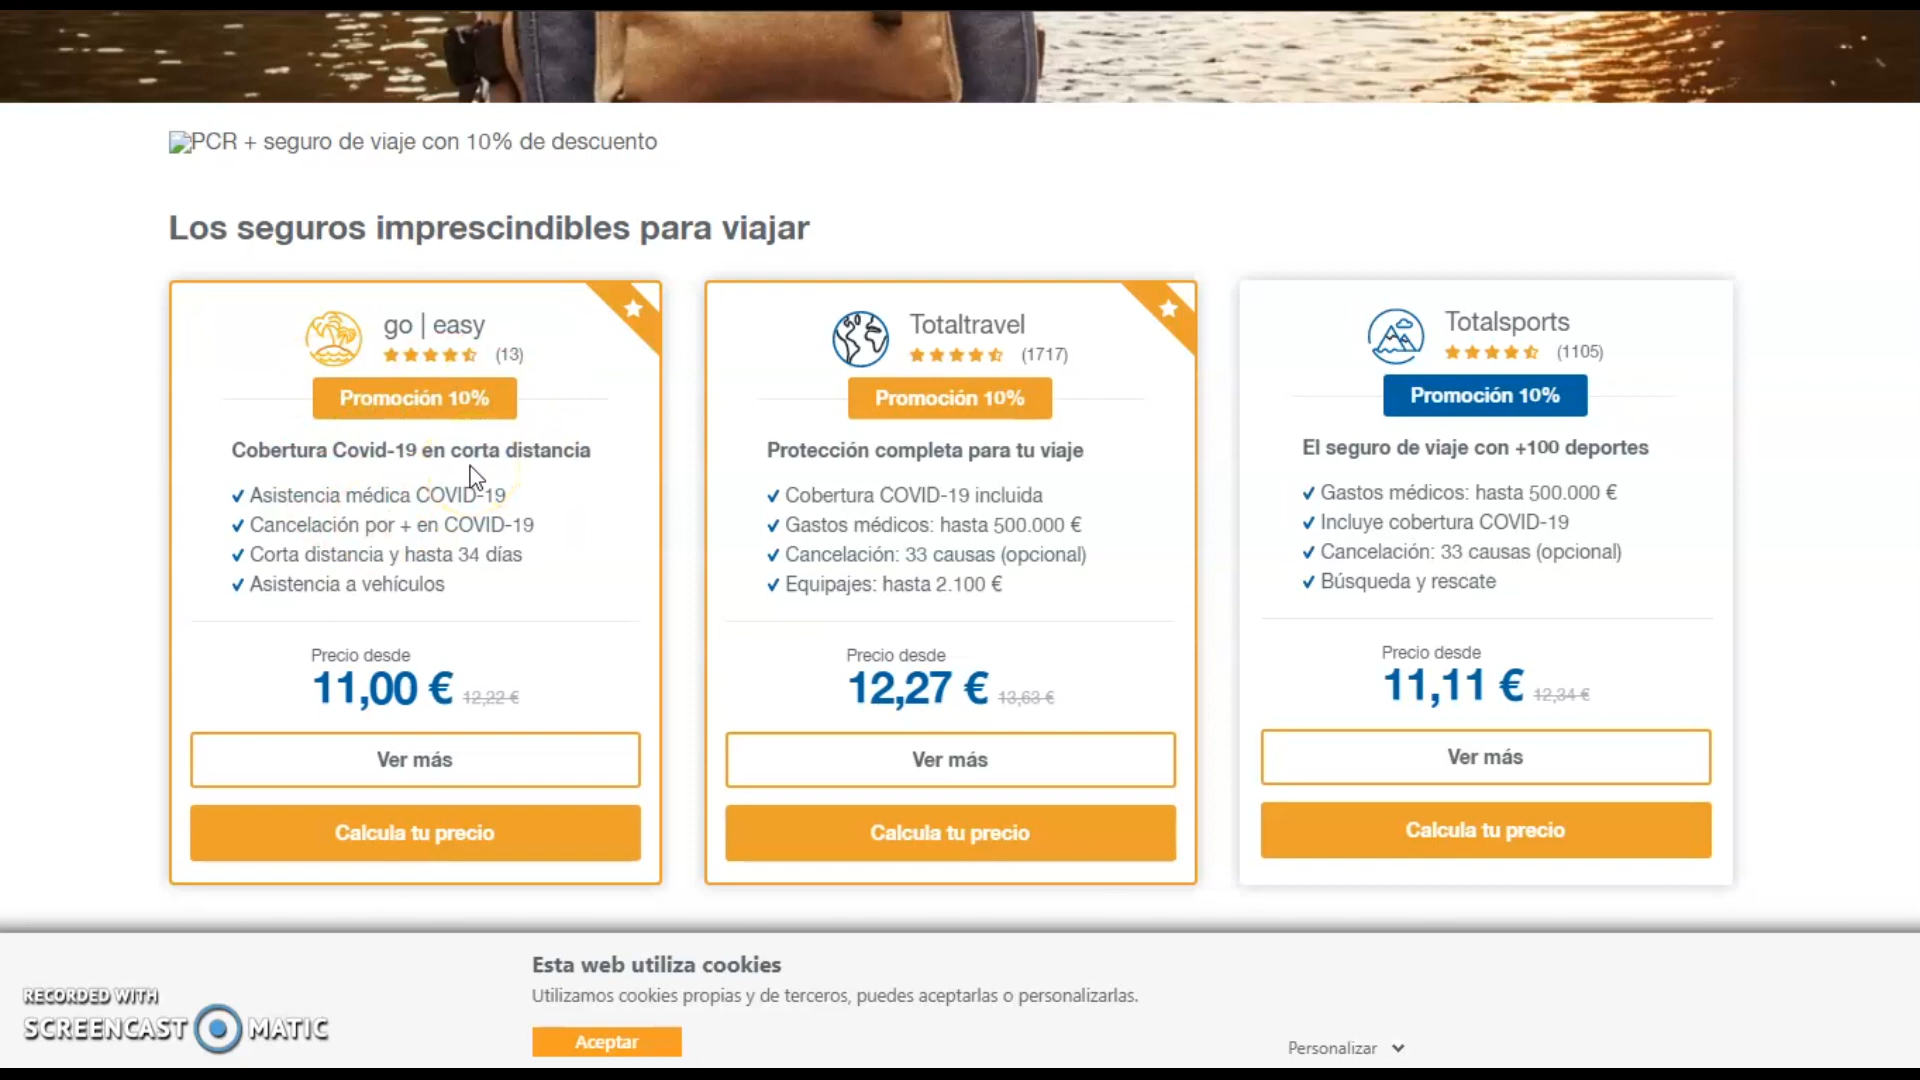 PCR + seguro de viaje con 10% de descuento
Los seguros imprescindibles para viajar
go | easy
(13)
Promoción 10%
Cobertura Covid-19 en corta distancia
Asistencia médica COVID-19
Cancelación por + en COVID-19
Corta distancia y hasta 34 días
Asistencia a vehículos
Precio desde
11,00 € 12,22 €
Ver más
Calcula tu precio
Totaltravel
(1717)
Promoción 10%
Protección completa para tu viaje
Cobertura COVID-19 incluida
Gastos médicos: hasta 500.000 €
Cancelación: 33 causas (opcional)
Equipajes: hasta 2.100 €
Precio desde
12,27 € 13,63 €
Ver más
Calcula tu precio
Totalsports
(1105)
Promoción 10%
El seguro de viaje con +100 deportes
Gastos médicos: hasta 500.000 €
Incluye cobertura COVID-19
Cancelación: 33 causas (opcional)
Búsqueda y rescate
Precio desde
11,11 € 12,34 €
Ver más
Calcula tu precio
Esta web utiliza cookies
Utilizamos cookies propias y de terceros, puedes aceptarlas o personalizarlas.
Aceptar
Personalizar
RECORDED WITH
SCREENCAST MATIC